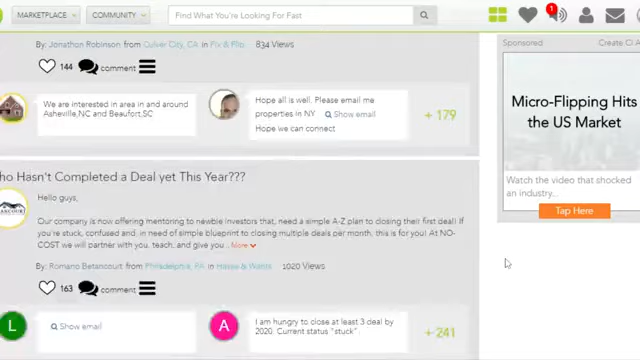 MARKETPLACE COMMUNITY Find What You're Looking For Fast 1
By: Jonathon Robinson from Culver City, CA in Fix & Flip 834 Views
144 comment
We are interested in area in and around
Asheville,NC and Beaufort,SC
Hope all is well. Please email me
properties in NY Show email
Hope we can connect
+ 179
ho Hasn't Completed a Deal yet This Year???
Hello guys,
Our company is now offering mentoring to newbie investors that, need a simple A-Z plan to closing their first deal! If
you're stuck, confused and, in need of simple blueprint to closing multiple deals per month, this is for you! At NO-
COST we will partner with you, teach, and give you .. More
By: Romano Betancourt from Philadelphia, PA in Haves & Wants 1020 Views
163 comment
L Show email
A I am hungry to close at least 3 deal by
2020. Current status "stuck".
+ 241
Sponsored Create
Micro-Flipping Hits
the US Market
Watch the video that shocked
an industry...
Tap Here